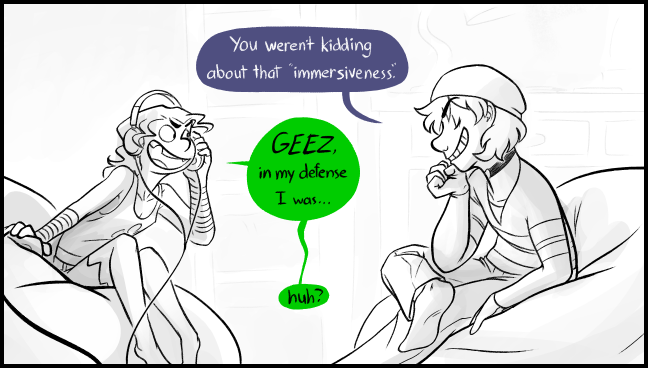 You weren't kidding
about that "immersiveness."
GEEZ,
in my defense
I was...
huh?